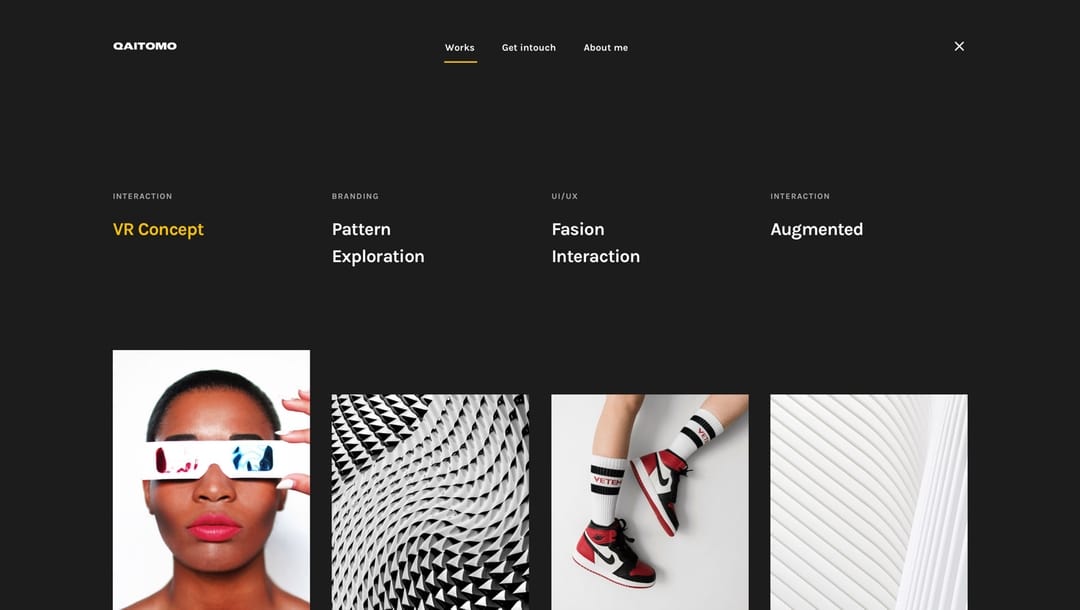 QAITOMO
Works
Get intouch
About me
INTERACTION
VR Concept
BRANDING
Pattern
Exploration
UI/UX
Fasion
Interaction
INTERACTION
Augmented
VETEM